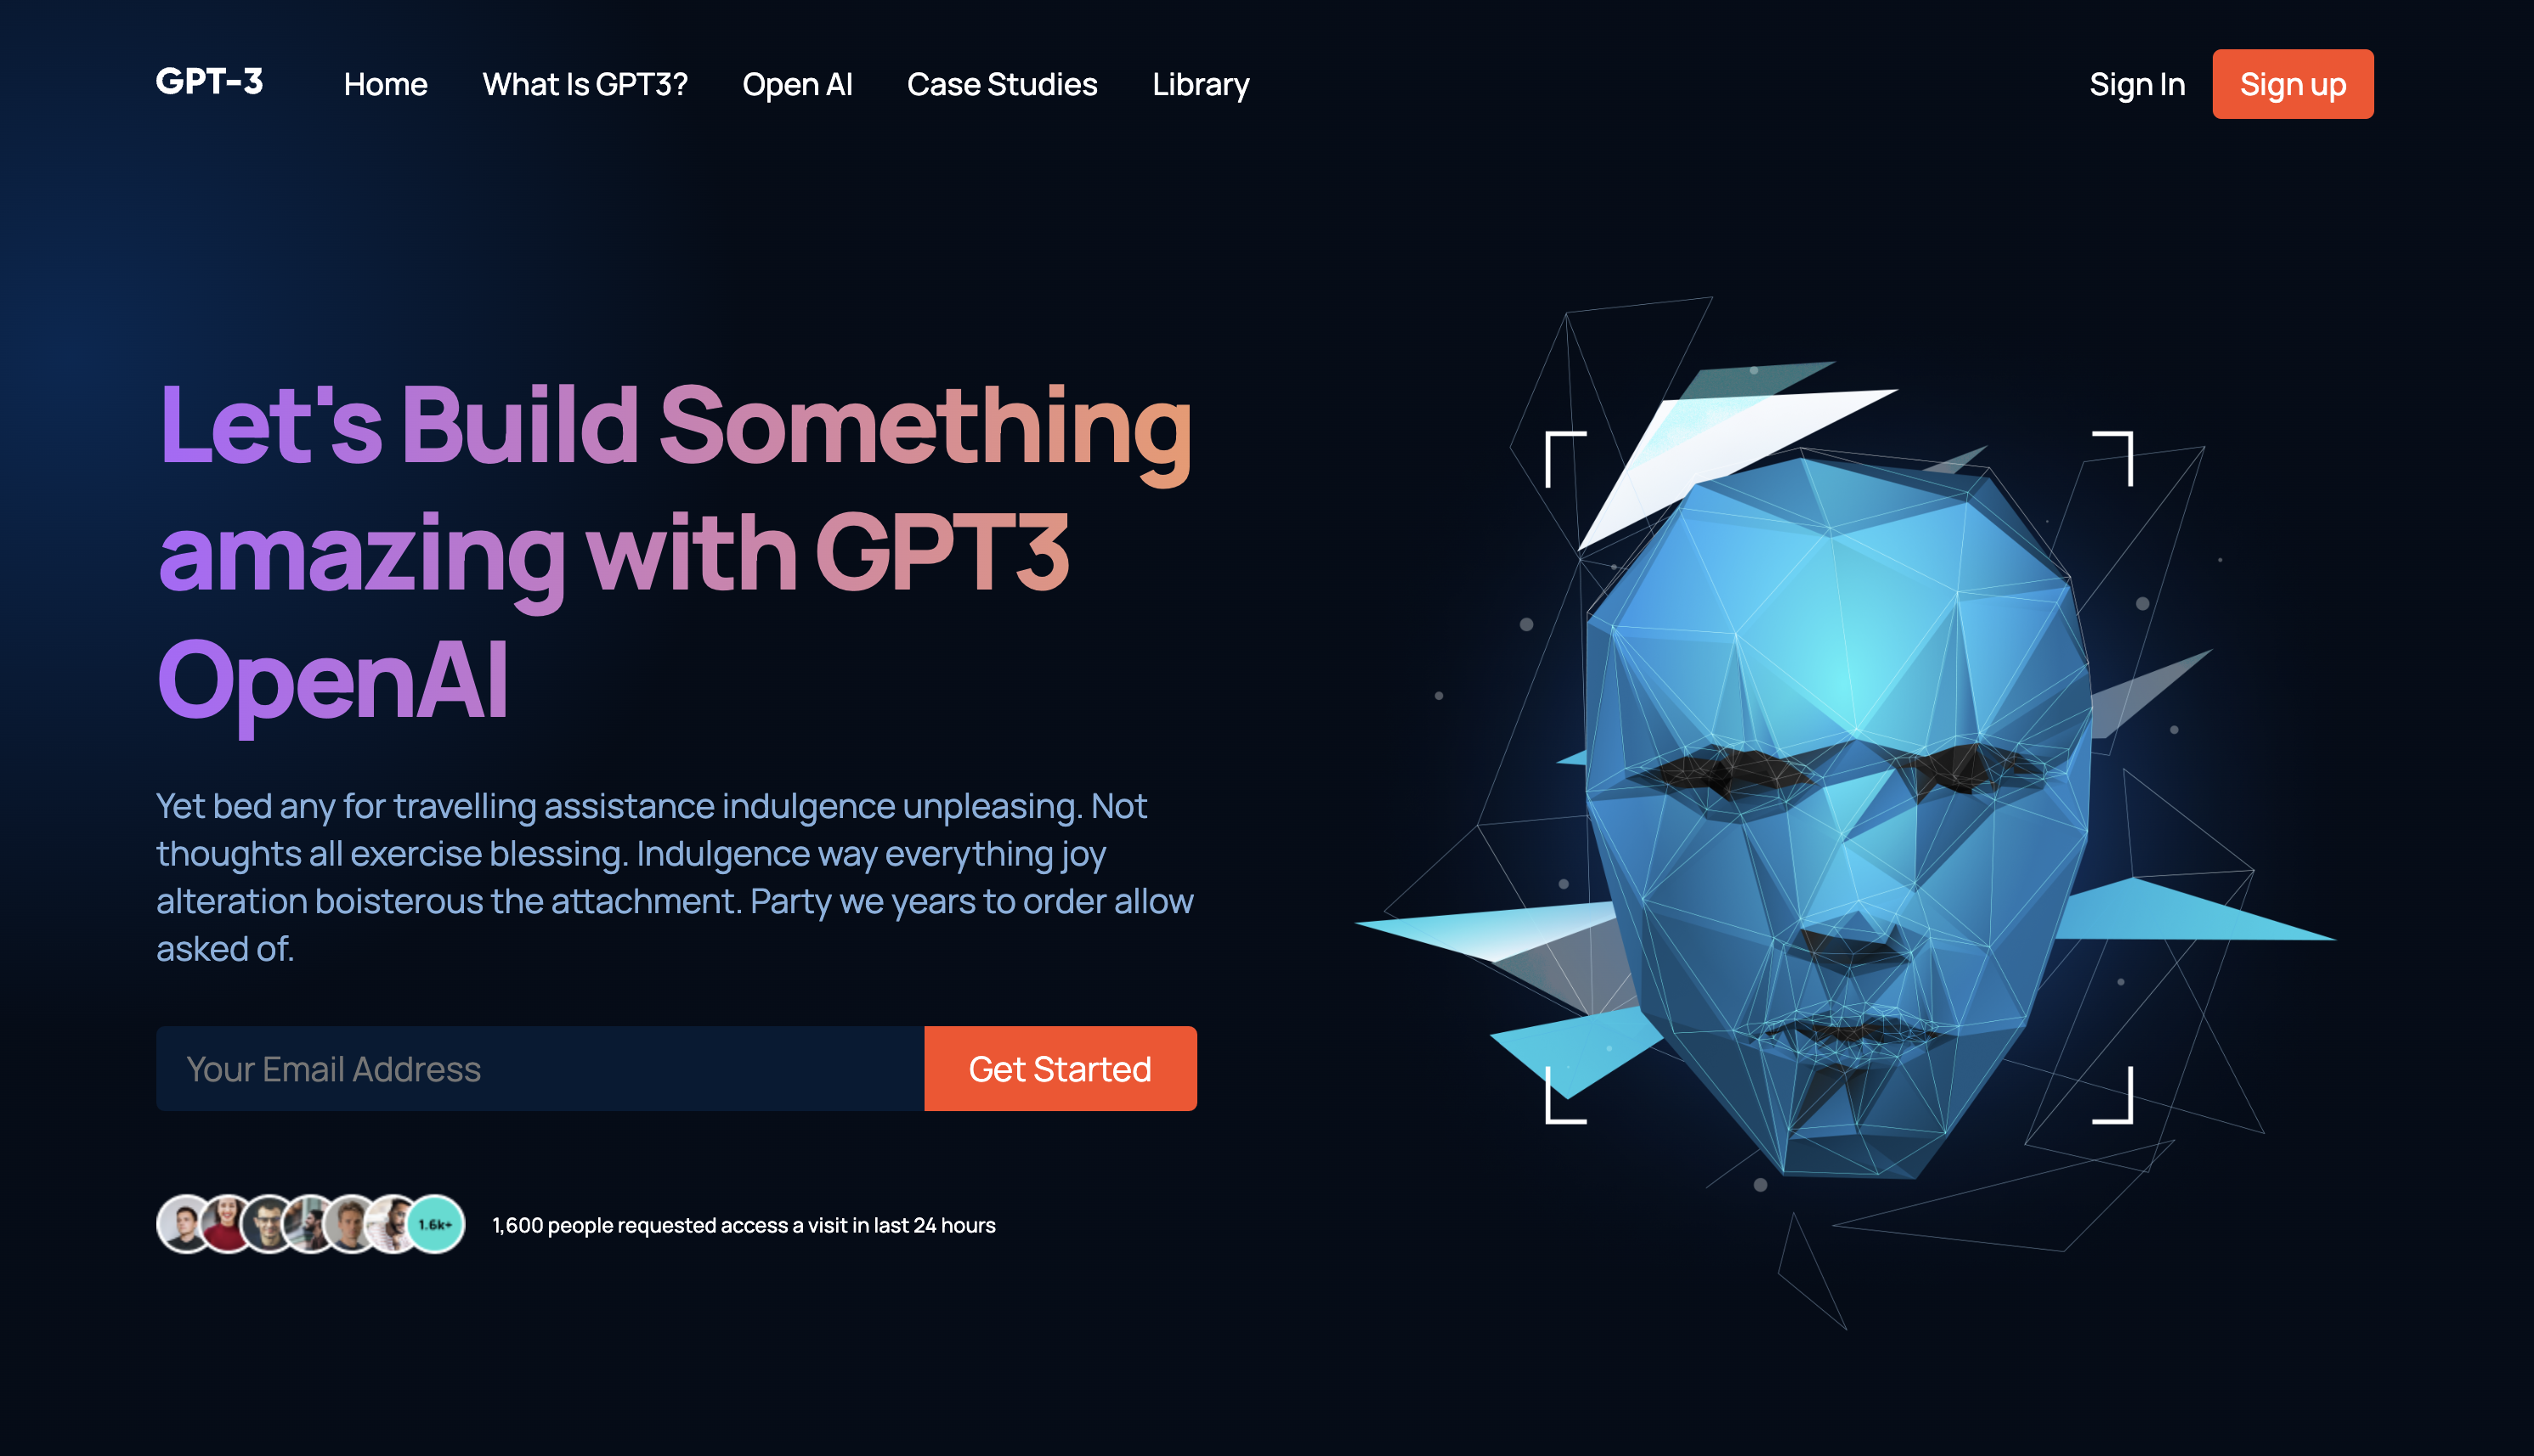 GPT-3 Home What Is GPT3? Open AI Case Studies Library Sign In Sign up
Let's Build Something
amazing with GPT3
OpenAI
Yet bed any for travelling assistance indulgence unpleasing. Not
thoughts all exercise blessing. Indulgence way everything joy
alteration boisterous the attachment. Party we years to order allow
asked of.
Your Email Address Get Started
1.6k+ 1,600 people requested access a visit in last 24 hours